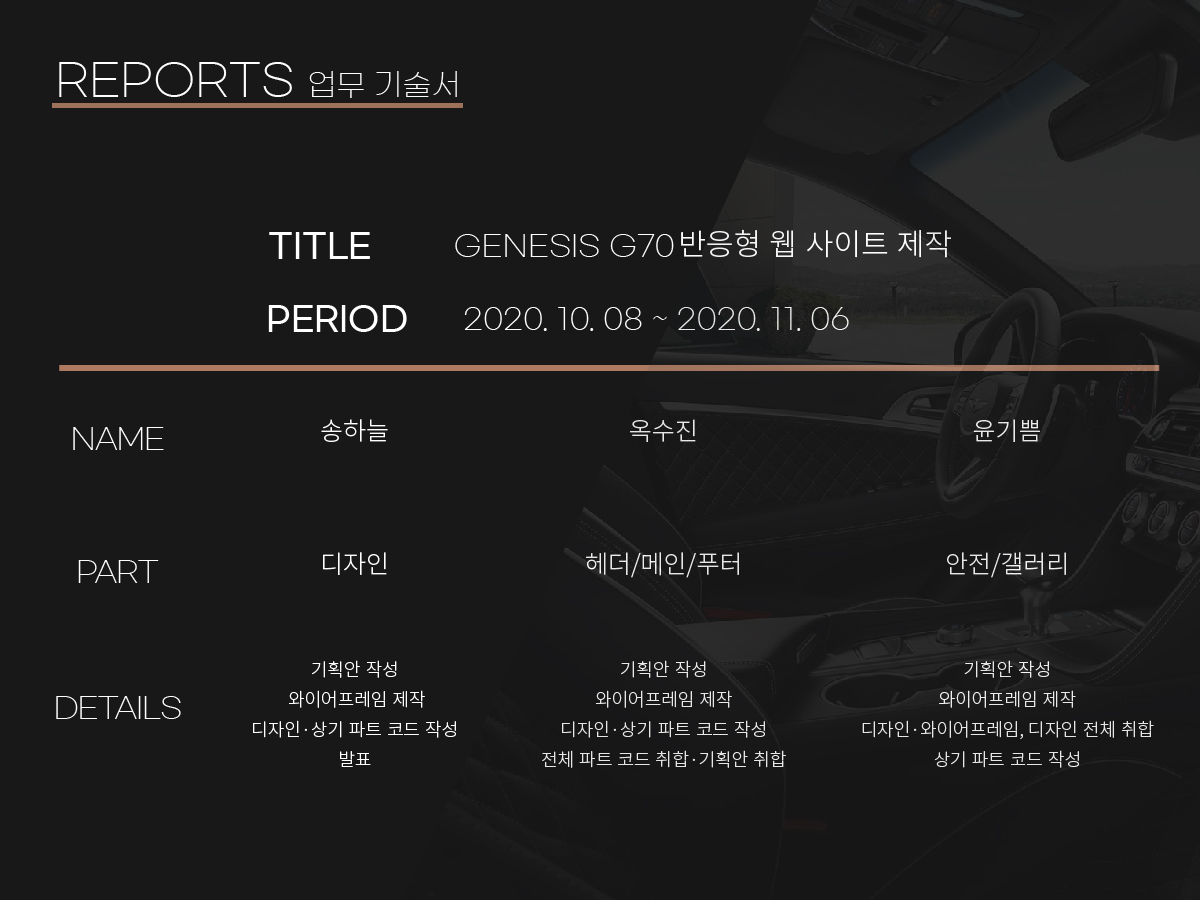 REPORTS 업무 기술서
TITLE GENESIS G70반응형 웹 사이트 제작
PERIOD 2020. 10. 08 ~ 2020. 11. 06
NAME 송하늘 옥수진 윤기쁨
PART 디자인 헤더/메인/푸터 안전/갤러리
DETAILS
기획안 작성
와이어프레임 제작
디자인·상기 파트 코드 작성
발표
기획안 작성
와이어프레임 제작
디자인·상기 파트 코드 작성
전체 파트 코드 취합·기획안 취합
기획안 작성
와이어프레임 제작
디자인·와이어프레임, 디자인 전체 취합
상기 파트 코드 작성